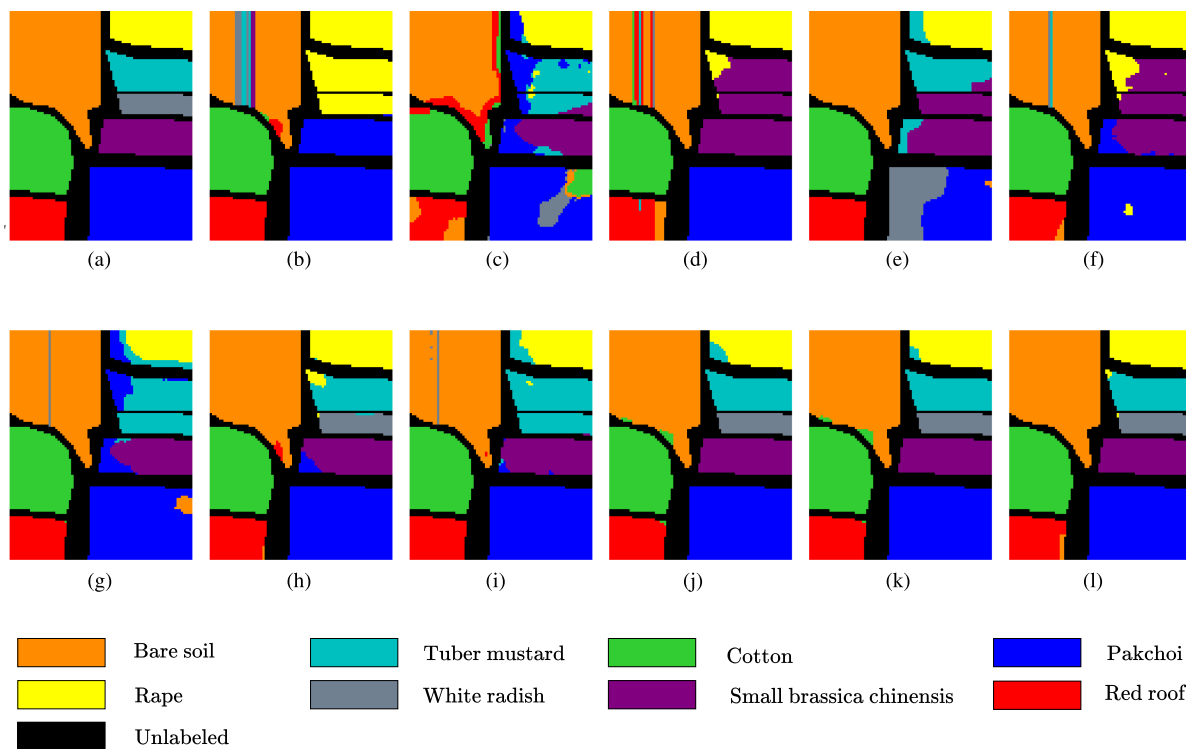 (a) (b) (c) (d) (e) (f)
(g) (h) (i) (j) (k) (l)
Bare soil Tuber mustard Cotton Pakchoi
Rape White radish Small brassica chinensis Red roof
Unlabeled